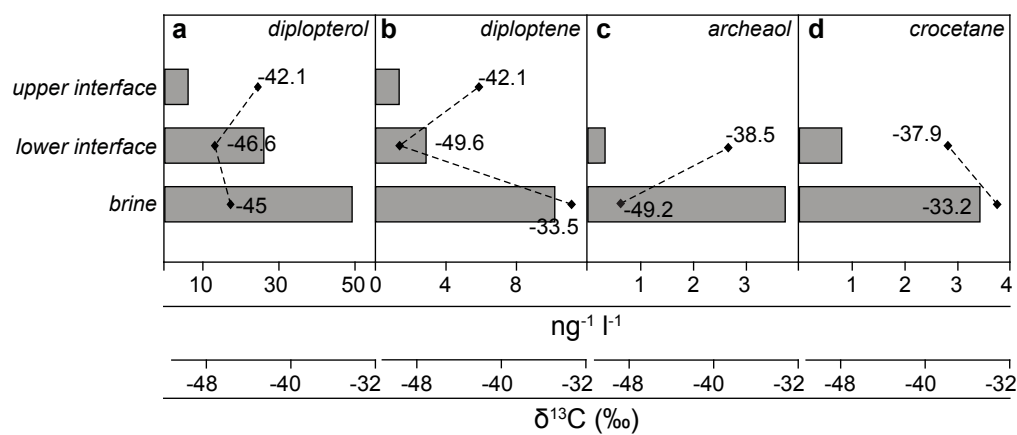 a diplopterol b diploptene c archeaol d crocetane
upper interface -42.1 -42.1
lower interface -46.6 -49.6 -38.5 -37.9
brine -45 -33.5 -49.2 -33.2
10 30 50 0 4 8 1 2 3 1 2 3 4
ng⁻¹ l⁻¹
-48 -40 -32 -48 -40 -32 -48 -40 -32 -48 -40 -32
δ¹³C (‰)